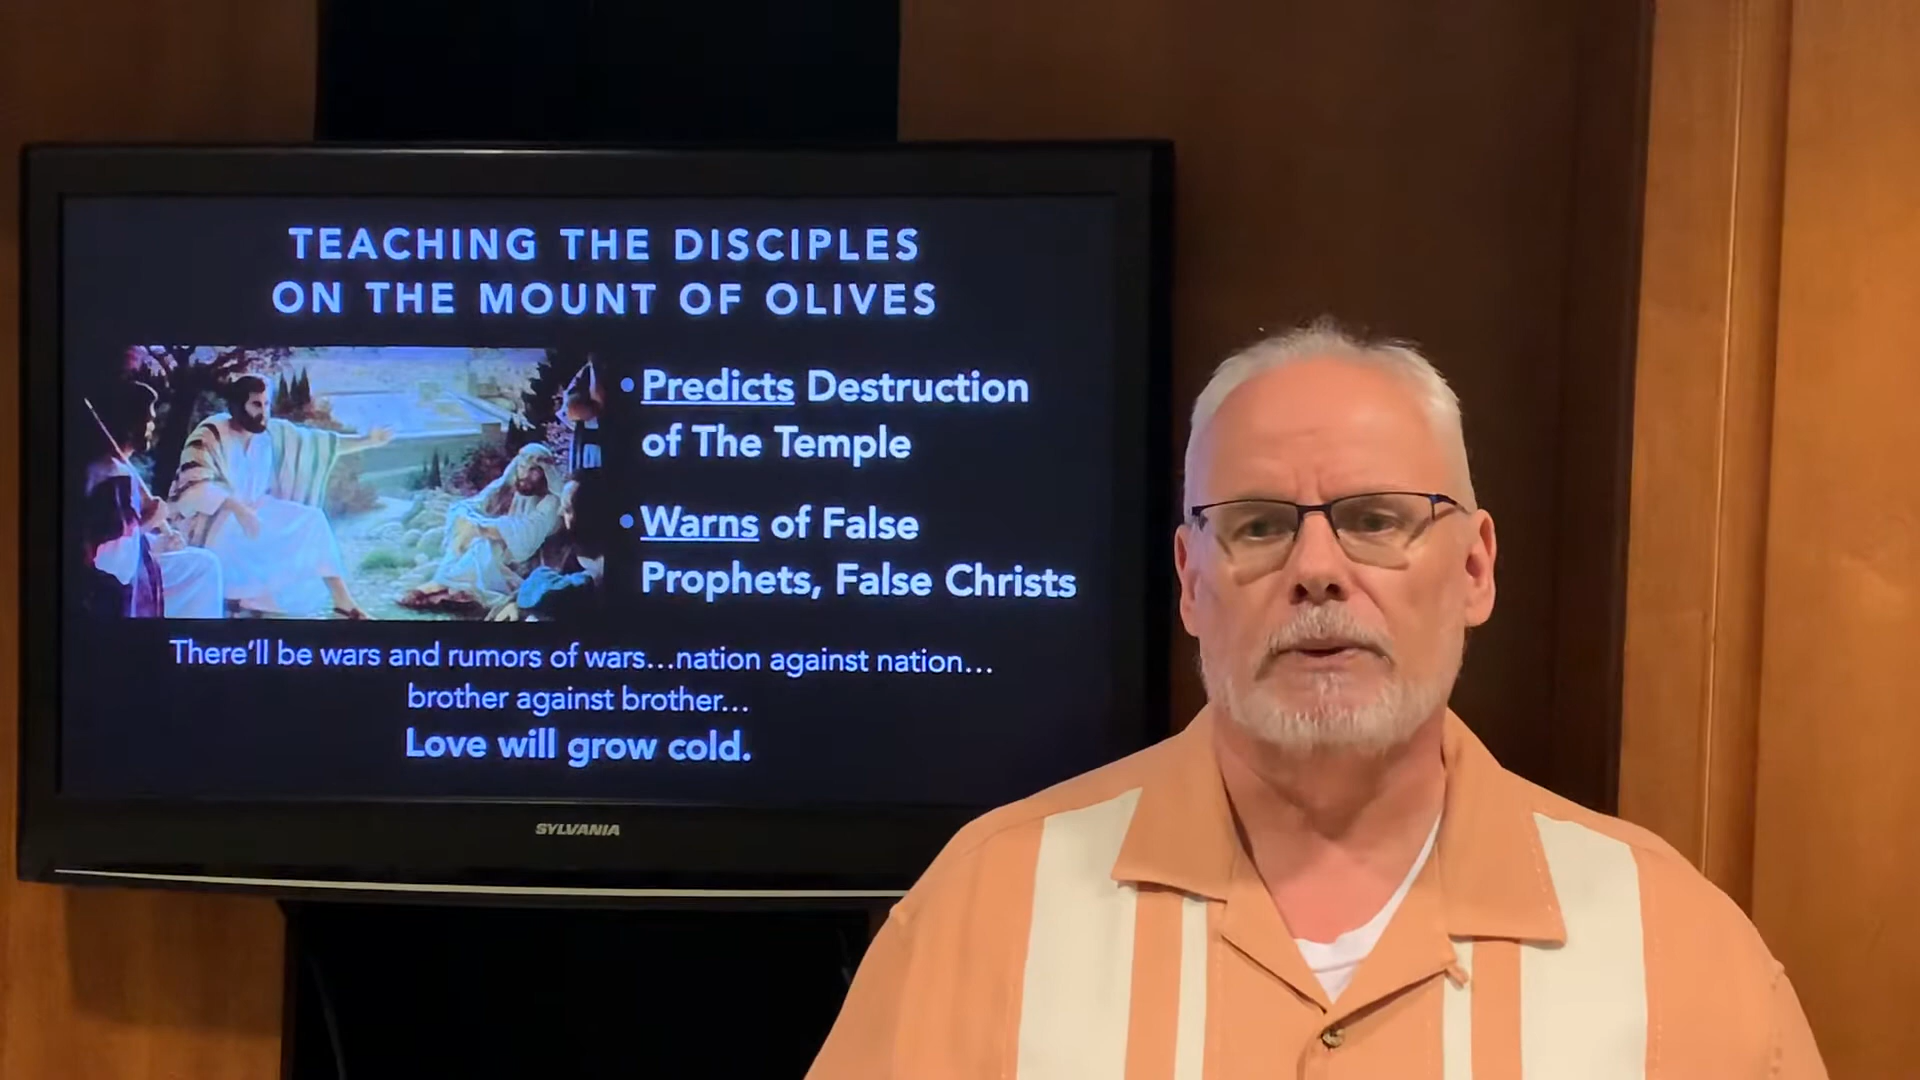 TEACHING THE DISCIPLES
ON THE MOUNT OF OLIVES
• Predicts Destruction
of The Temple
• Warns of False
Prophets, False Christs
There'll be wars and rumors of wars...nation against nation...
brother against brother...
Love will grow cold.
SYLVANIA